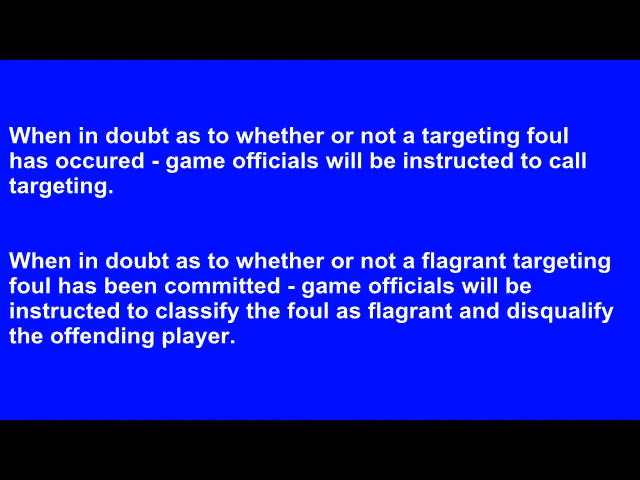 When in doubt as to whether or not a targeting foul
has occured - game officials will be instructed to call
targeting.
When in doubt as to whether or not a flagrant targeting
foul has been committed - game officials will be
instructed to classify the foul as flagrant and disqualify
the offending player.